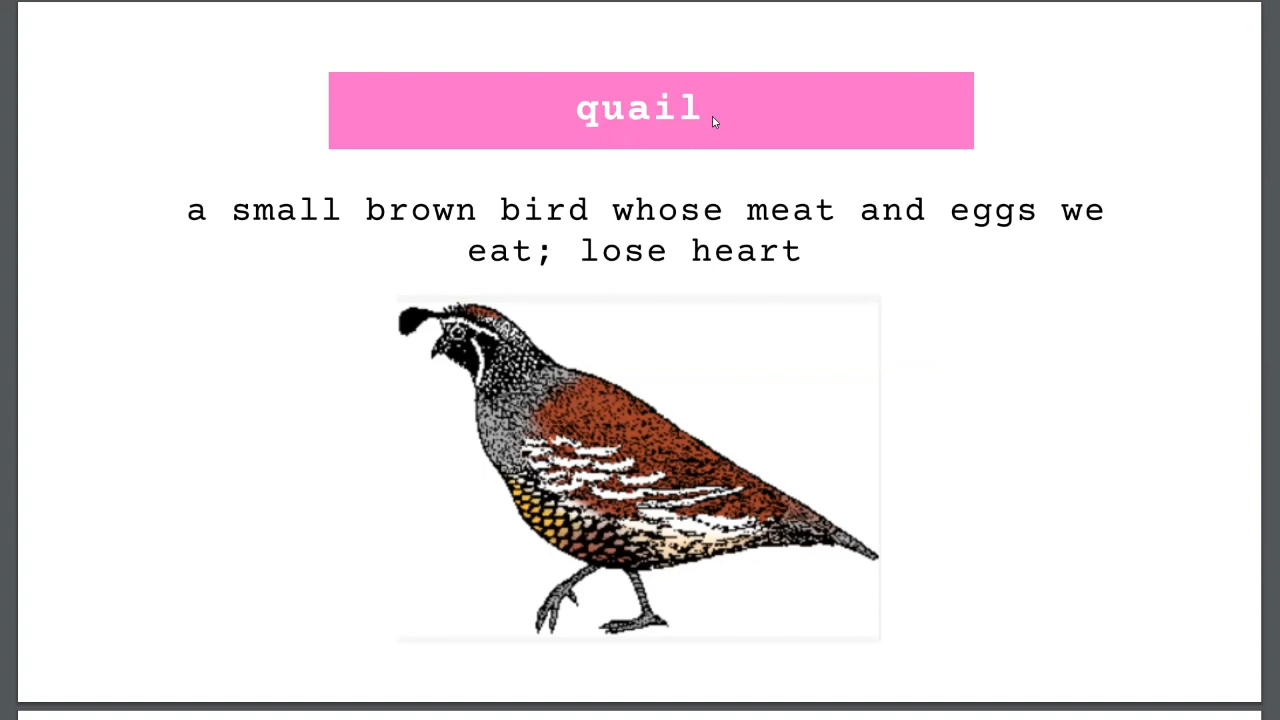 quail
a small brown bird whose meat and eggs we
eat; lose heart